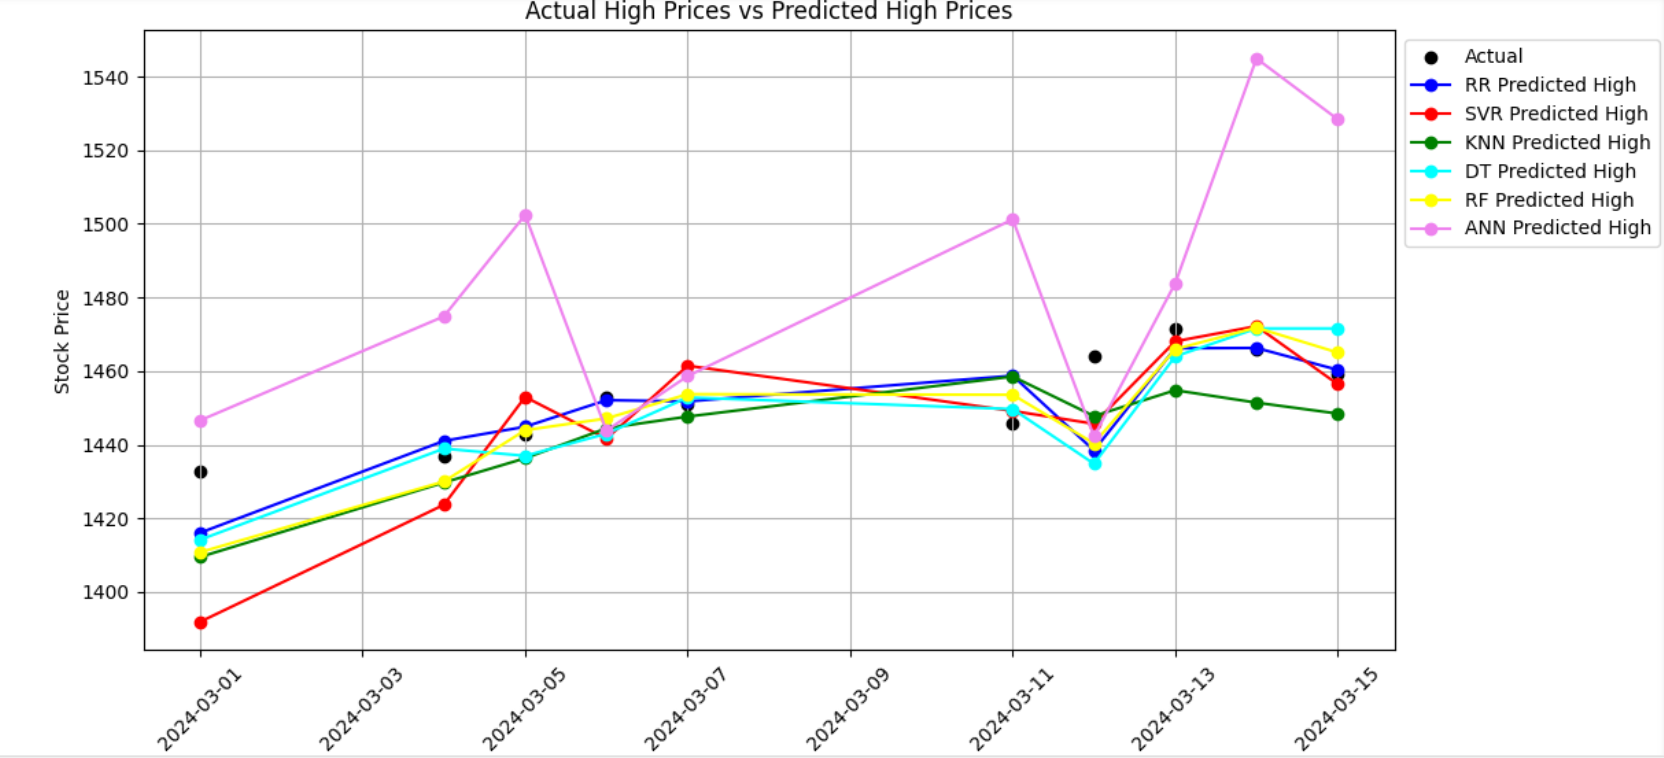 Actual High Prices vs Predicted High Prices
Stock Price
1540
1520
1500
1480
1460
1440
1420
1400
2024-03-01
2024-03-03
2024-03-05
2024-03-07
2024-03-09
2024-03-11
2024-03-13
2024-03-15
Actual
RR Predicted High
SVR Predicted High
KNN Predicted High
DT Predicted High
RF Predicted High
ANN Predicted High